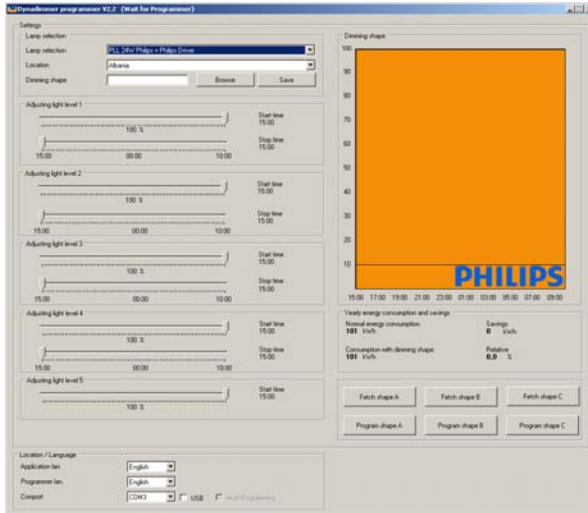 Dynadimmer programmer V2.2 (Wait for Programmer)
Settings
Lamp selection
Lamp selection PLL 24W Philips + Philips Driver
Location Albania
Dimming shape Browse Save
Adjusting light level 1
Start time
15:00
100 %
Stop time
15:00
15:00 00:00 10:00
Adjusting light level 2
Start time
15:00
100 %
Stop time
15:00
15:00 00:00 10:00
Adjusting light level 3
Start time
15:00
100 %
Stop time
15:00
15:00 00:00 10:00
Adjusting light level 4
Start time
15:00
100 %
Stop time
15:00
15:00 00:00 10:00
Adjusting light level 5
Start time
15:00
100 %
Location / Language
Application lan. English
Programmer lan. English
Comport COM3 USB
Dimming shape
100
90
80
70
60
50
40
30
20
10
PHILIPS
15:00 17:00 19:00 21:00 23:00 01:00 03:00 05:00 07:00 09:00
Yearly energy consumption and savings
Normal energy consumption Savings
101 kWh 0 kWh
Consumption with dimming shape Relative
101 kWh 0,0 %
Fetch shape A Fetch shape B Fetch shape C
Program shape A Program shape B Program shape C